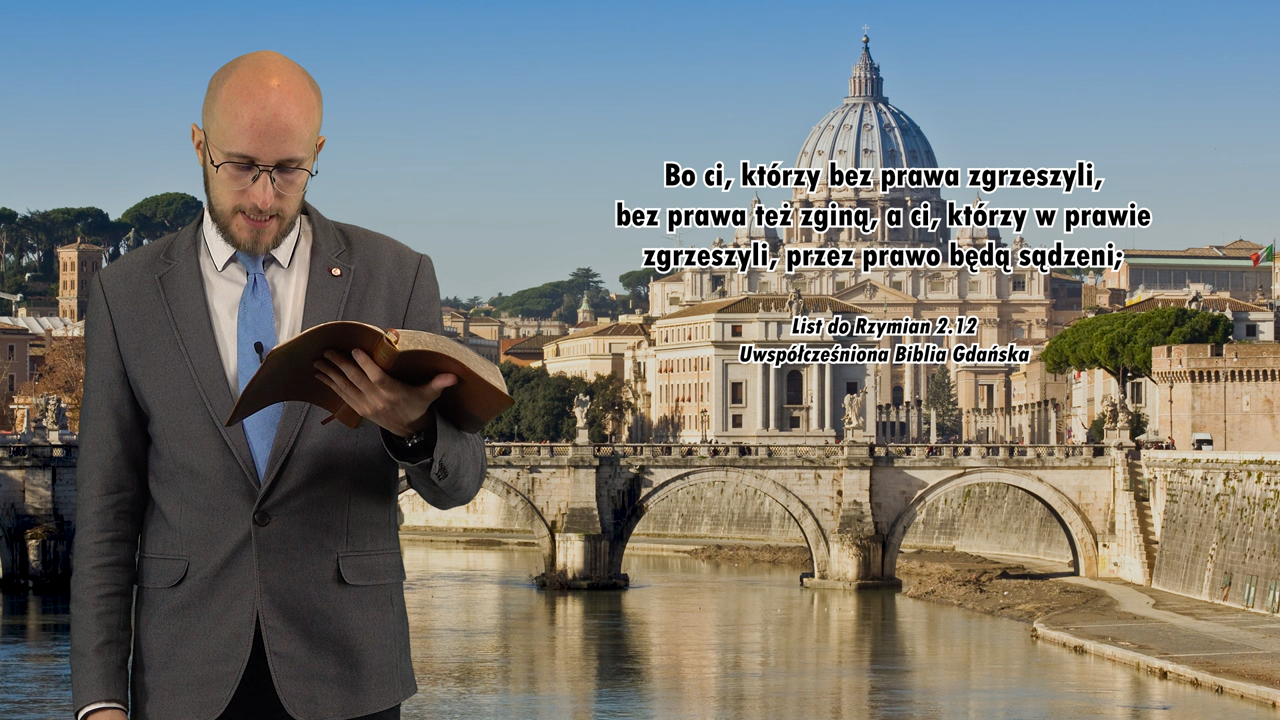 Bo ci, którzy bez prawa zgrzeszyli,
bez prawa też zginą, a ci, którzy w prawie
zgrzeszyli, przez prawo będą sądzeni;
List do Rzymian 2.12
Uwspółcześniona Biblia Gdańska